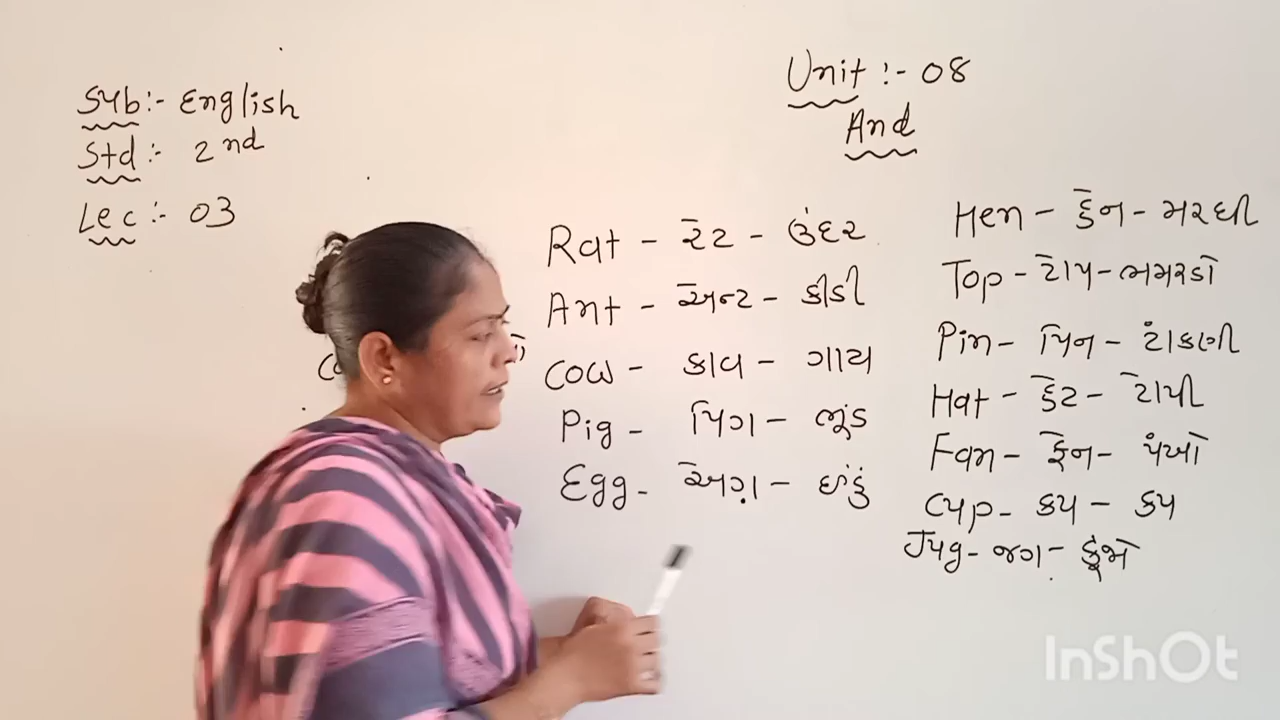 Sub:- English
Std:- 2nd
Lec:- 03
Unit:- 08
And
Rat - રેટ - ઉંદર
Ant - એન્ટ - કીડી
Cow - કાવ - ગાય
Pig - પિગ - ભૂંડ
Egg - એગ - ઈંડું
Hen - હેન - મરઘી
Top - ટોપ - ભમરડો
Pin - પિન - ટાંકણી
Hat - હેટ - ટોપી
Fan - ફેન - પંખો
Cup - કપ - કપ
Jug - જગ - કુંજો
InShOt